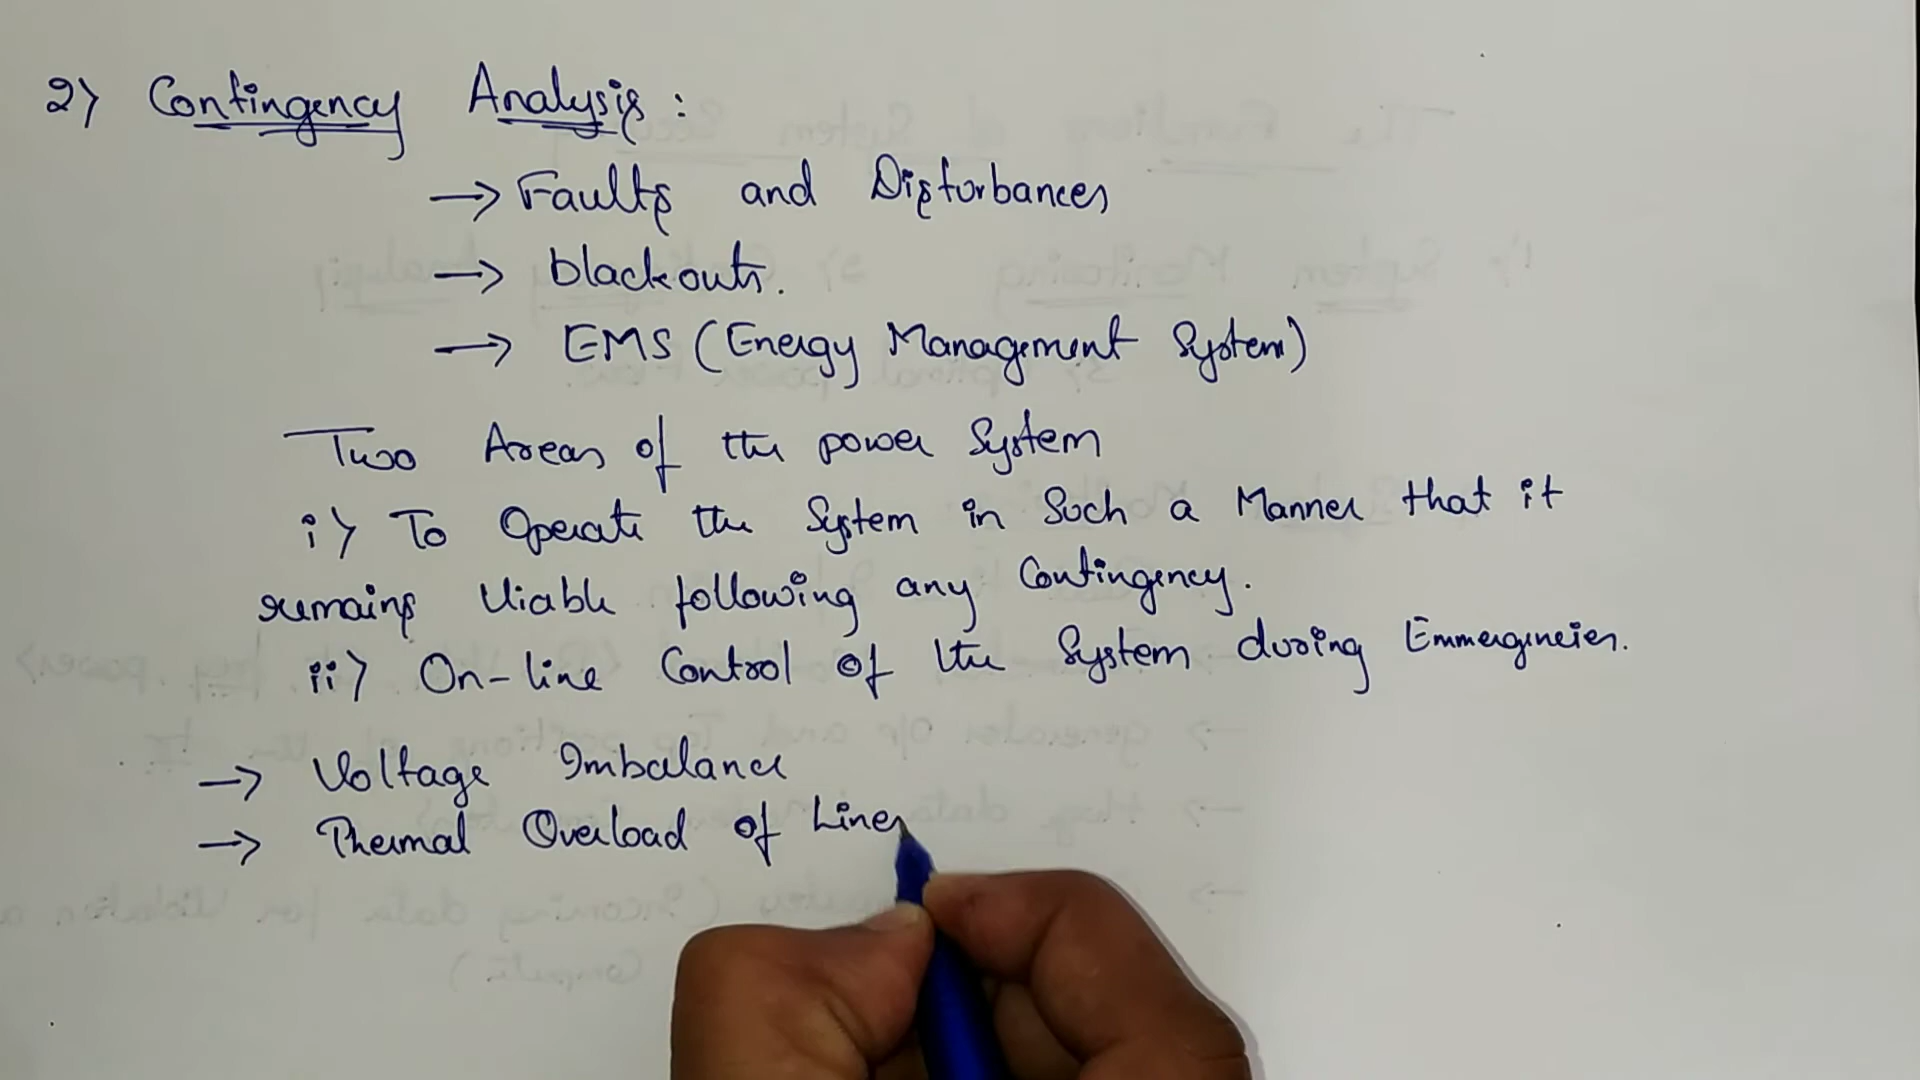 2) Contingency Analysis:
→ Faults and Disturbances
→ blackouts.
→ EMS (Energy Management System)
Two Areas of the power System
i) To Operate the System in Such a Manner that it
remains Viable following any Contingency.
ii) On-line Control of the System during Emmergencies.
→ Voltage Imbalance
→ Thermal Overload of Lines